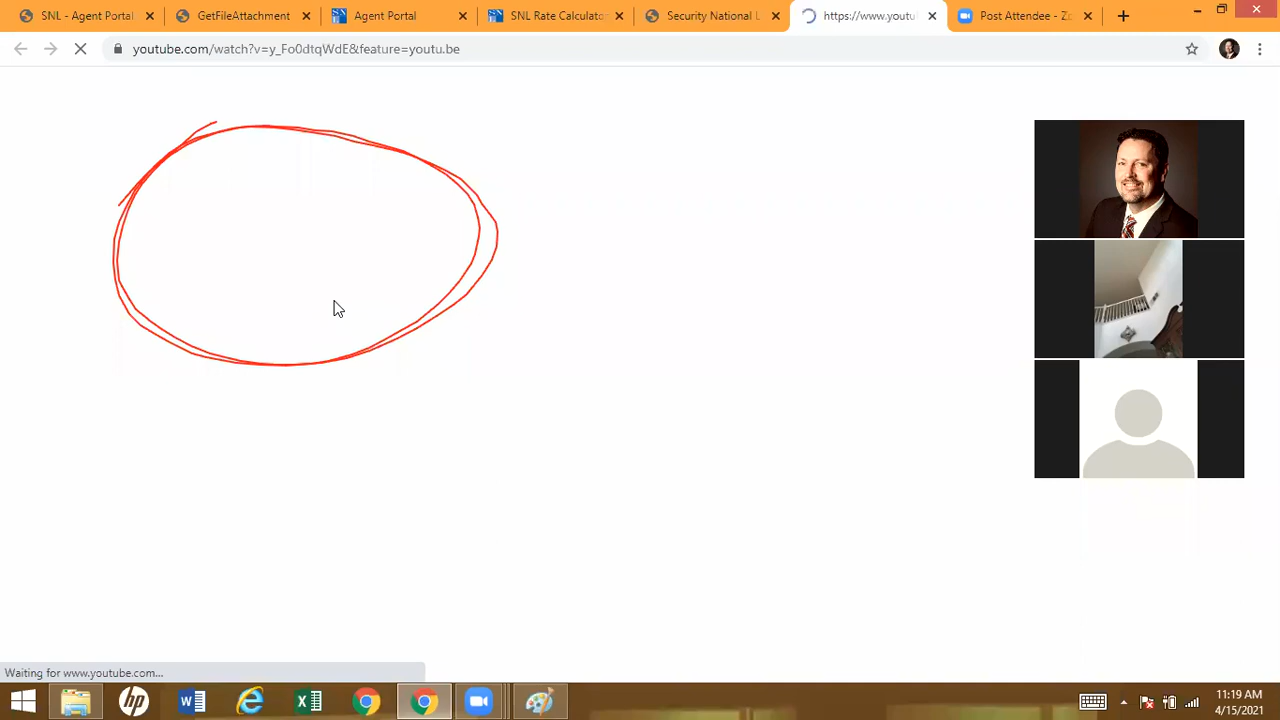 SNL - Agent Portal
GetFileAttachment
Agent Portal
SNL Rate Calculator
Security National L
https://www.youtu
Post Attendee - Zo
youtube.com/watch?v=y_Fo0dtqWdE&feature=youtu.be
Waiting for www.youtube.com...
11:19 AM
4/15/2021